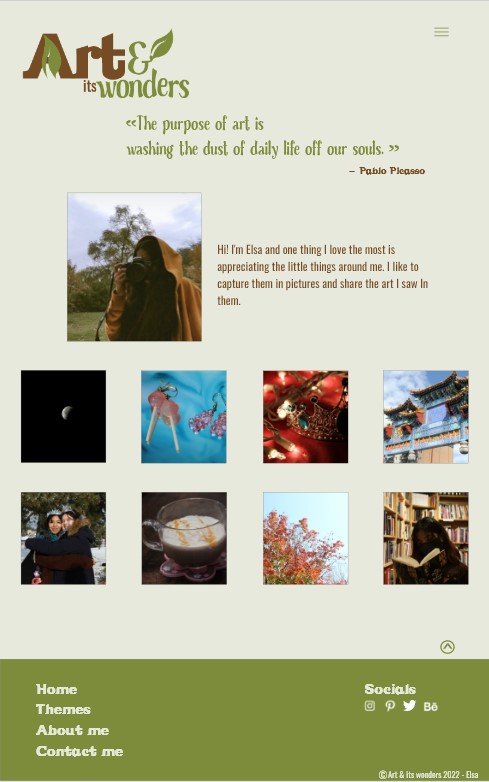 Art &
its wonders
«The purpose of art is
washing the dust of daily life off our souls. »
– Pablo Picasso
Hi! I'm Elsa and one thing I love the most is
appreciating the little things around me. I like to
capture them in pictures and share the art I saw In
them.
Home
Themes
About me
Contact me
Socials
Bē
©Art & its wonders 2022 - Elsa